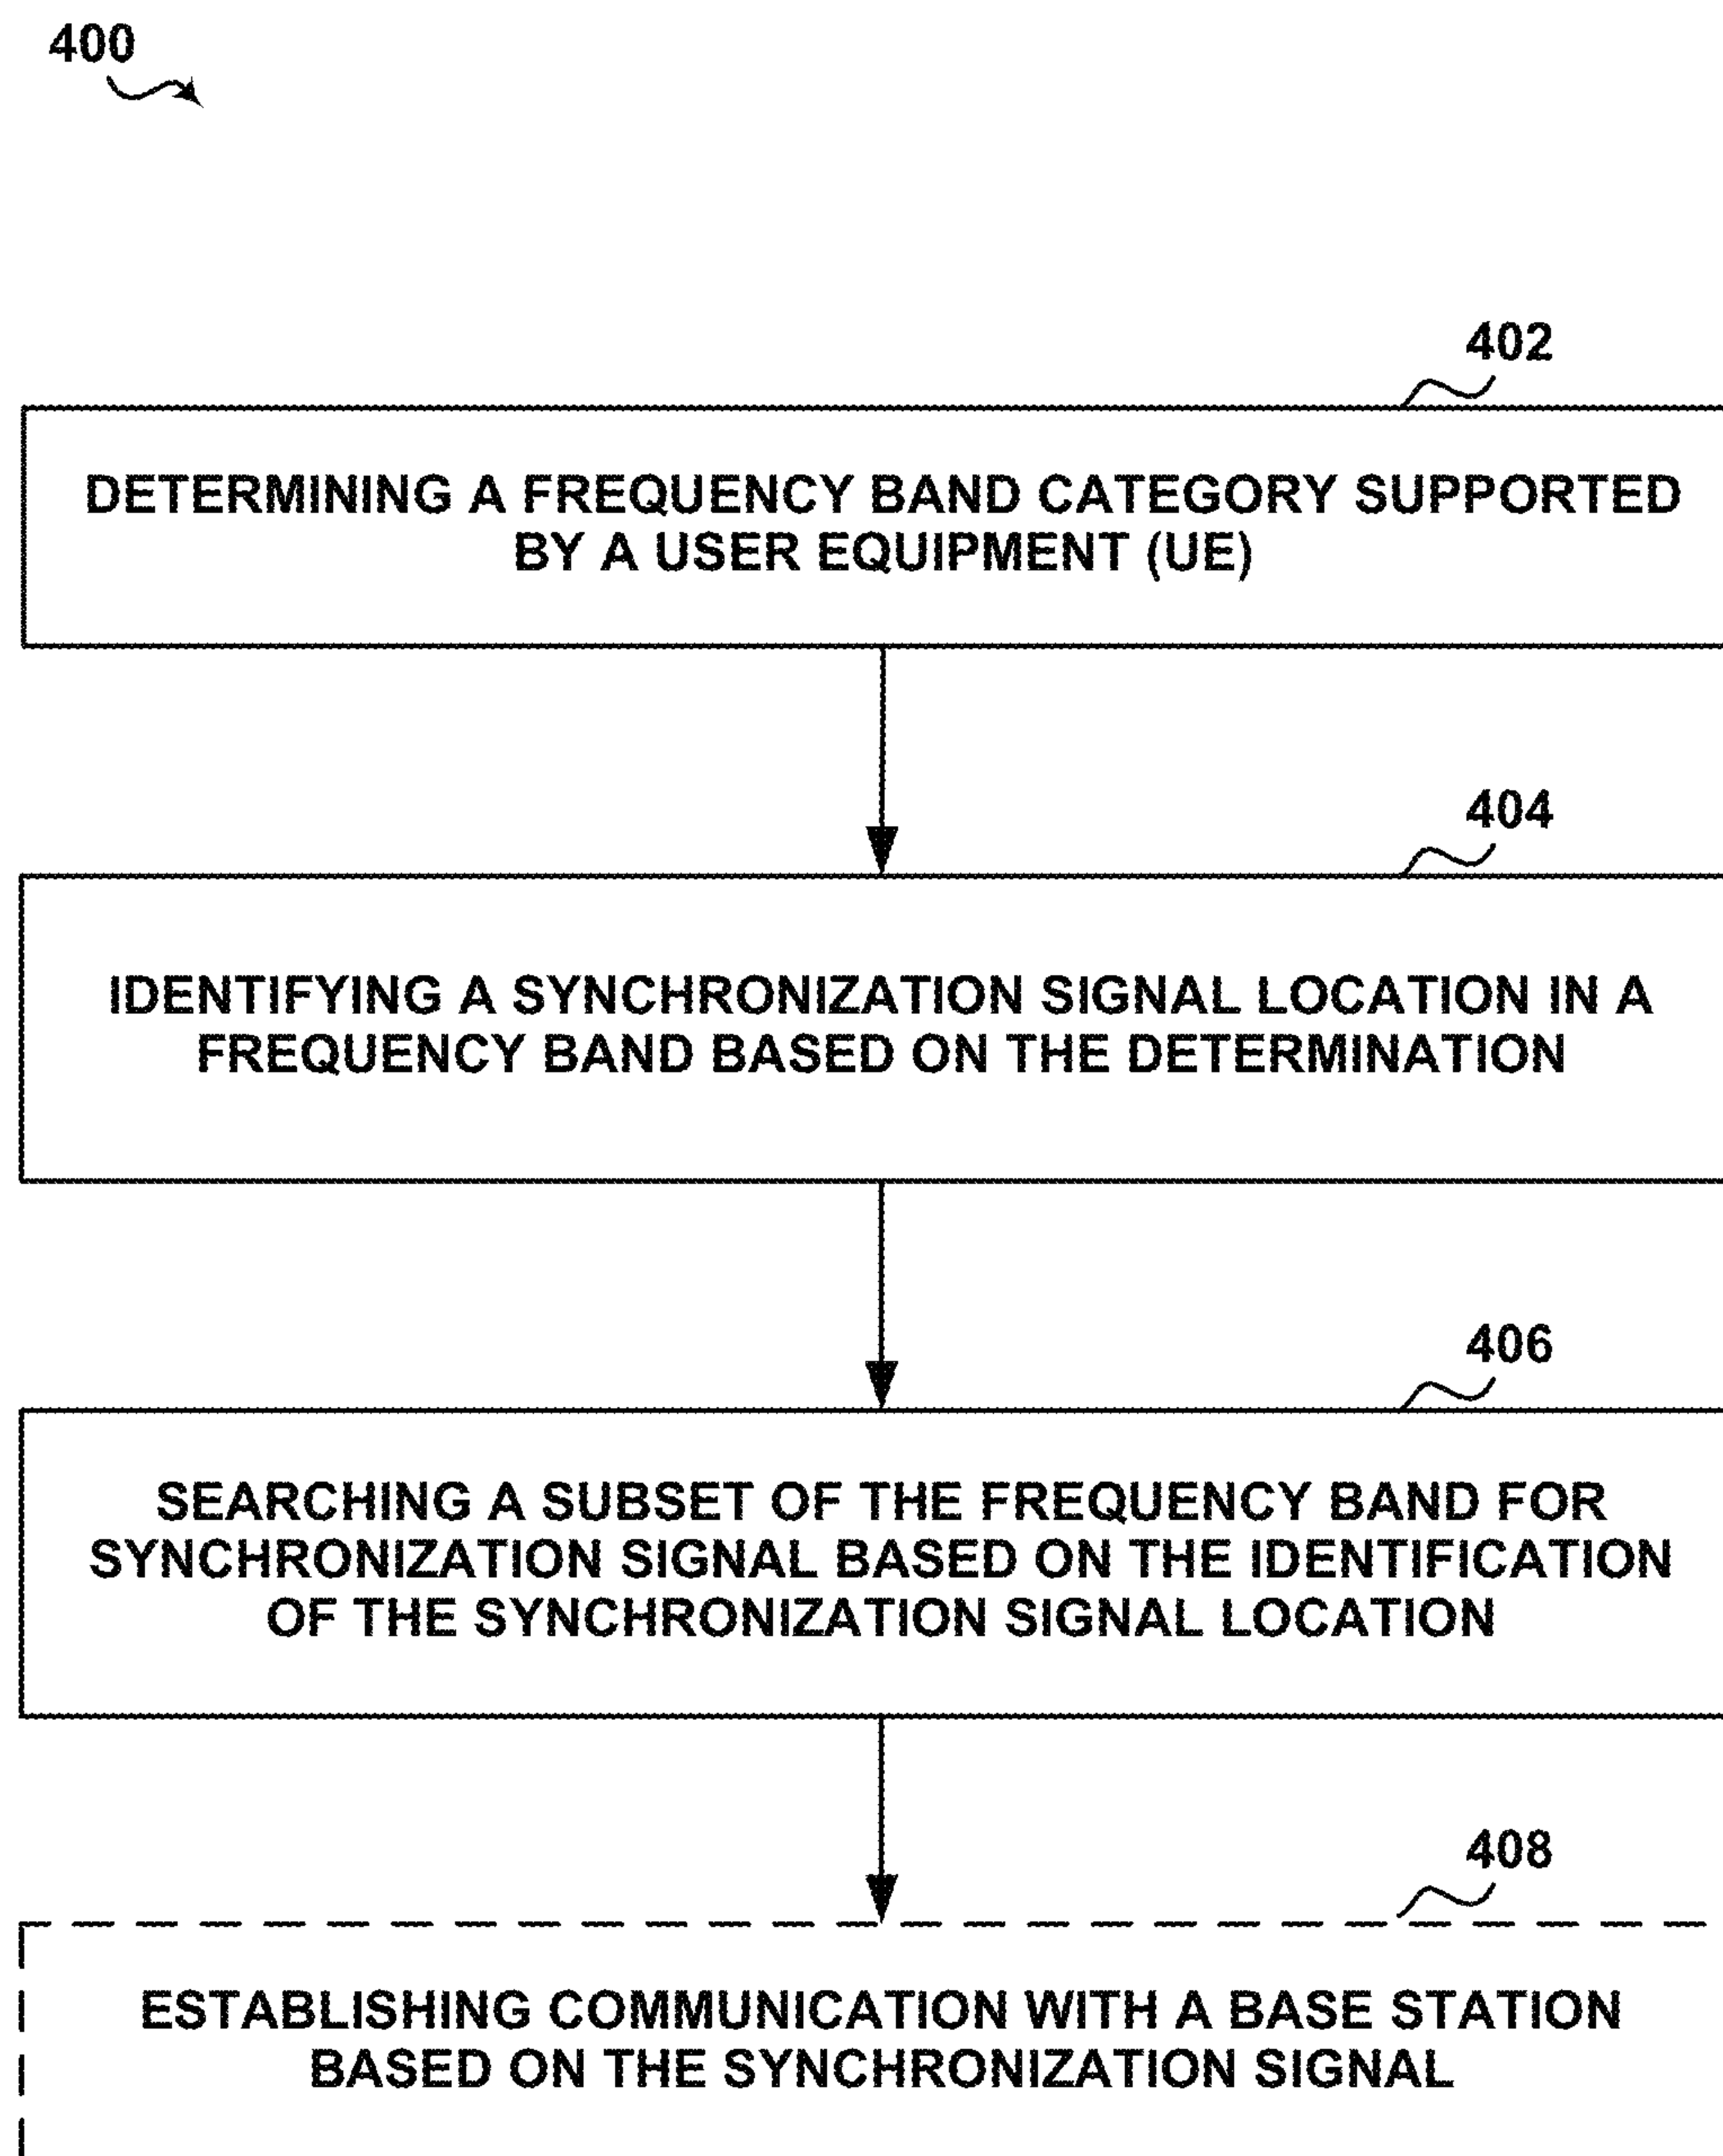 400
402
DETERMINING A FREQUENCY BAND CATEGORY SUPPORTED
BY A USER EQUIPMENT (UE)
404
IDENTIFYING A SYNCHRONIZATION SIGNAL LOCATION IN A
FREQUENCY BAND BASED ON THE DETERMINATION
406
SEARCHING A SUBSET OF THE FREQUENCY BAND FOR
SYNCHRONIZATION SIGNAL BASED ON THE IDENTIFICATION
OF THE SYNCHRONIZATION SIGNAL LOCATION
408
ESTABLISHING COMMUNICATION WITH A BASE STATION
BASED ON THE SYNCHRONIZATION SIGNAL